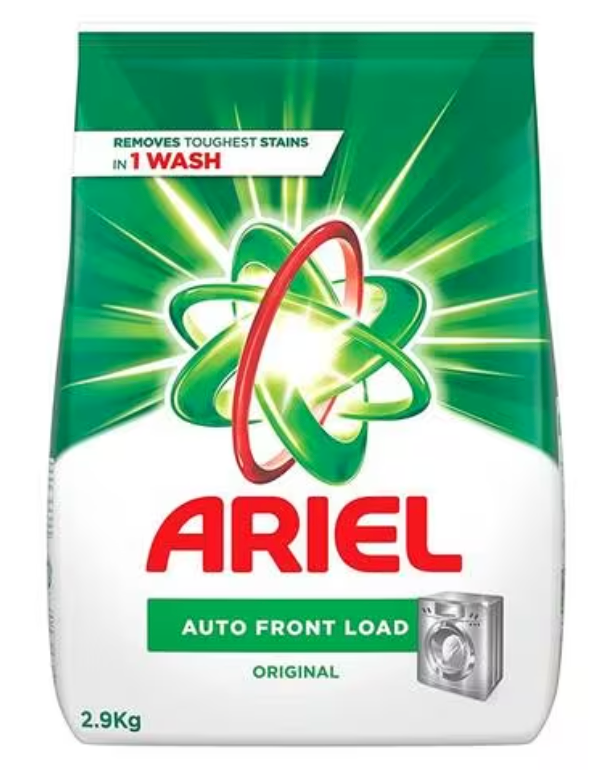 REMOVES TOUGHEST STAINS
IN 1 WASH
ARIEL
AUTO FRONT LOAD
ORIGINAL
2.9Kg